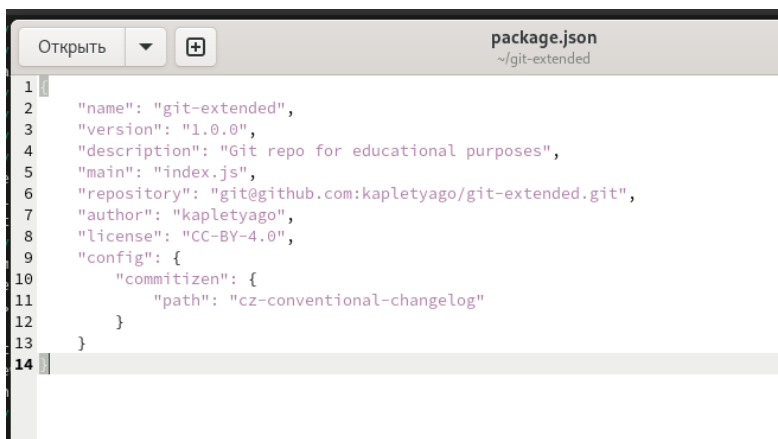 Открыть
package.json
~/git-extended
1 {
2 "name": "git-extended",
3 "version": "1.0.0",
4 "description": "Git repo for educational purposes",
5 "main": "index.js",
6 "repository": "git@github.com:kapletyago/git-extended.git",
7 "author": "kapletyago",
8 "license": "CC-BY-4.0",
9 "config": {
10 "commitizen": {
11 "path": "cz-conventional-changelog"
12 }
13 }
14 }